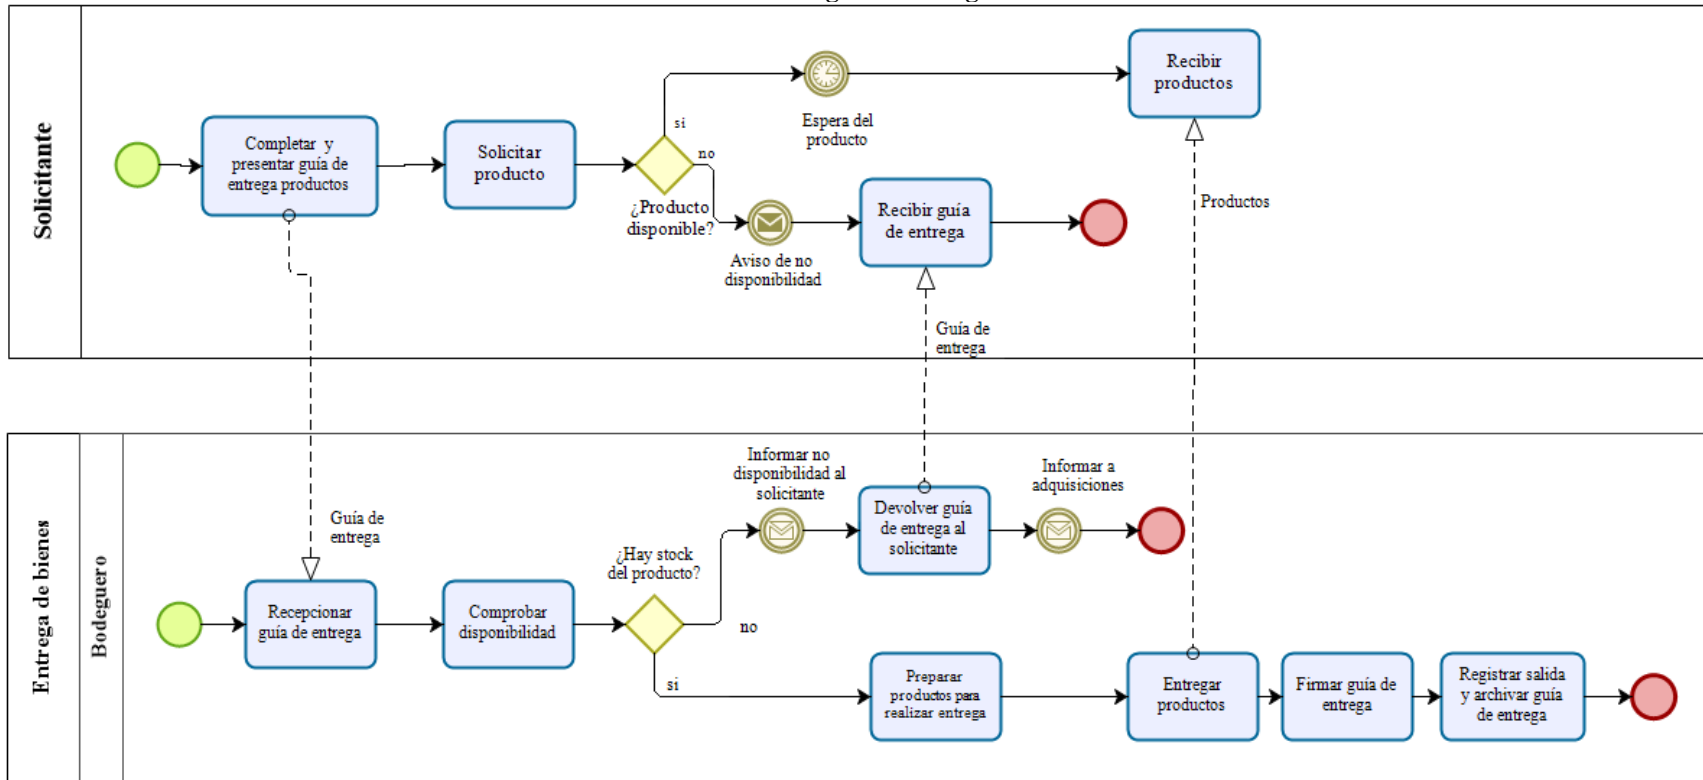 Solicitante
Completar y
presentar guía de
entrega productos
Solicitar
producto
si
no
¿Producto
disponible?
Espera del
producto
Aviso de no
disponibilidad
Recibir guía
de entrega
Recibir
productos
Productos
Guía de
entrega
Guía de
entrega
Entrega de bienes
Bodeguero
Recepcionar
guía de entrega
Comprobar
disponibilidad
¿Hay stock
del producto?
no
si
Informar no
disponibilidad al
solicitante
Devolver guía
de entrega al
solicitante
Informar a
adquisiciones
Preparar
productos para
realizar entrega
Entregar
productos
Firmar guía de
entrega
Registrar salida
y archivar guía
de entrega